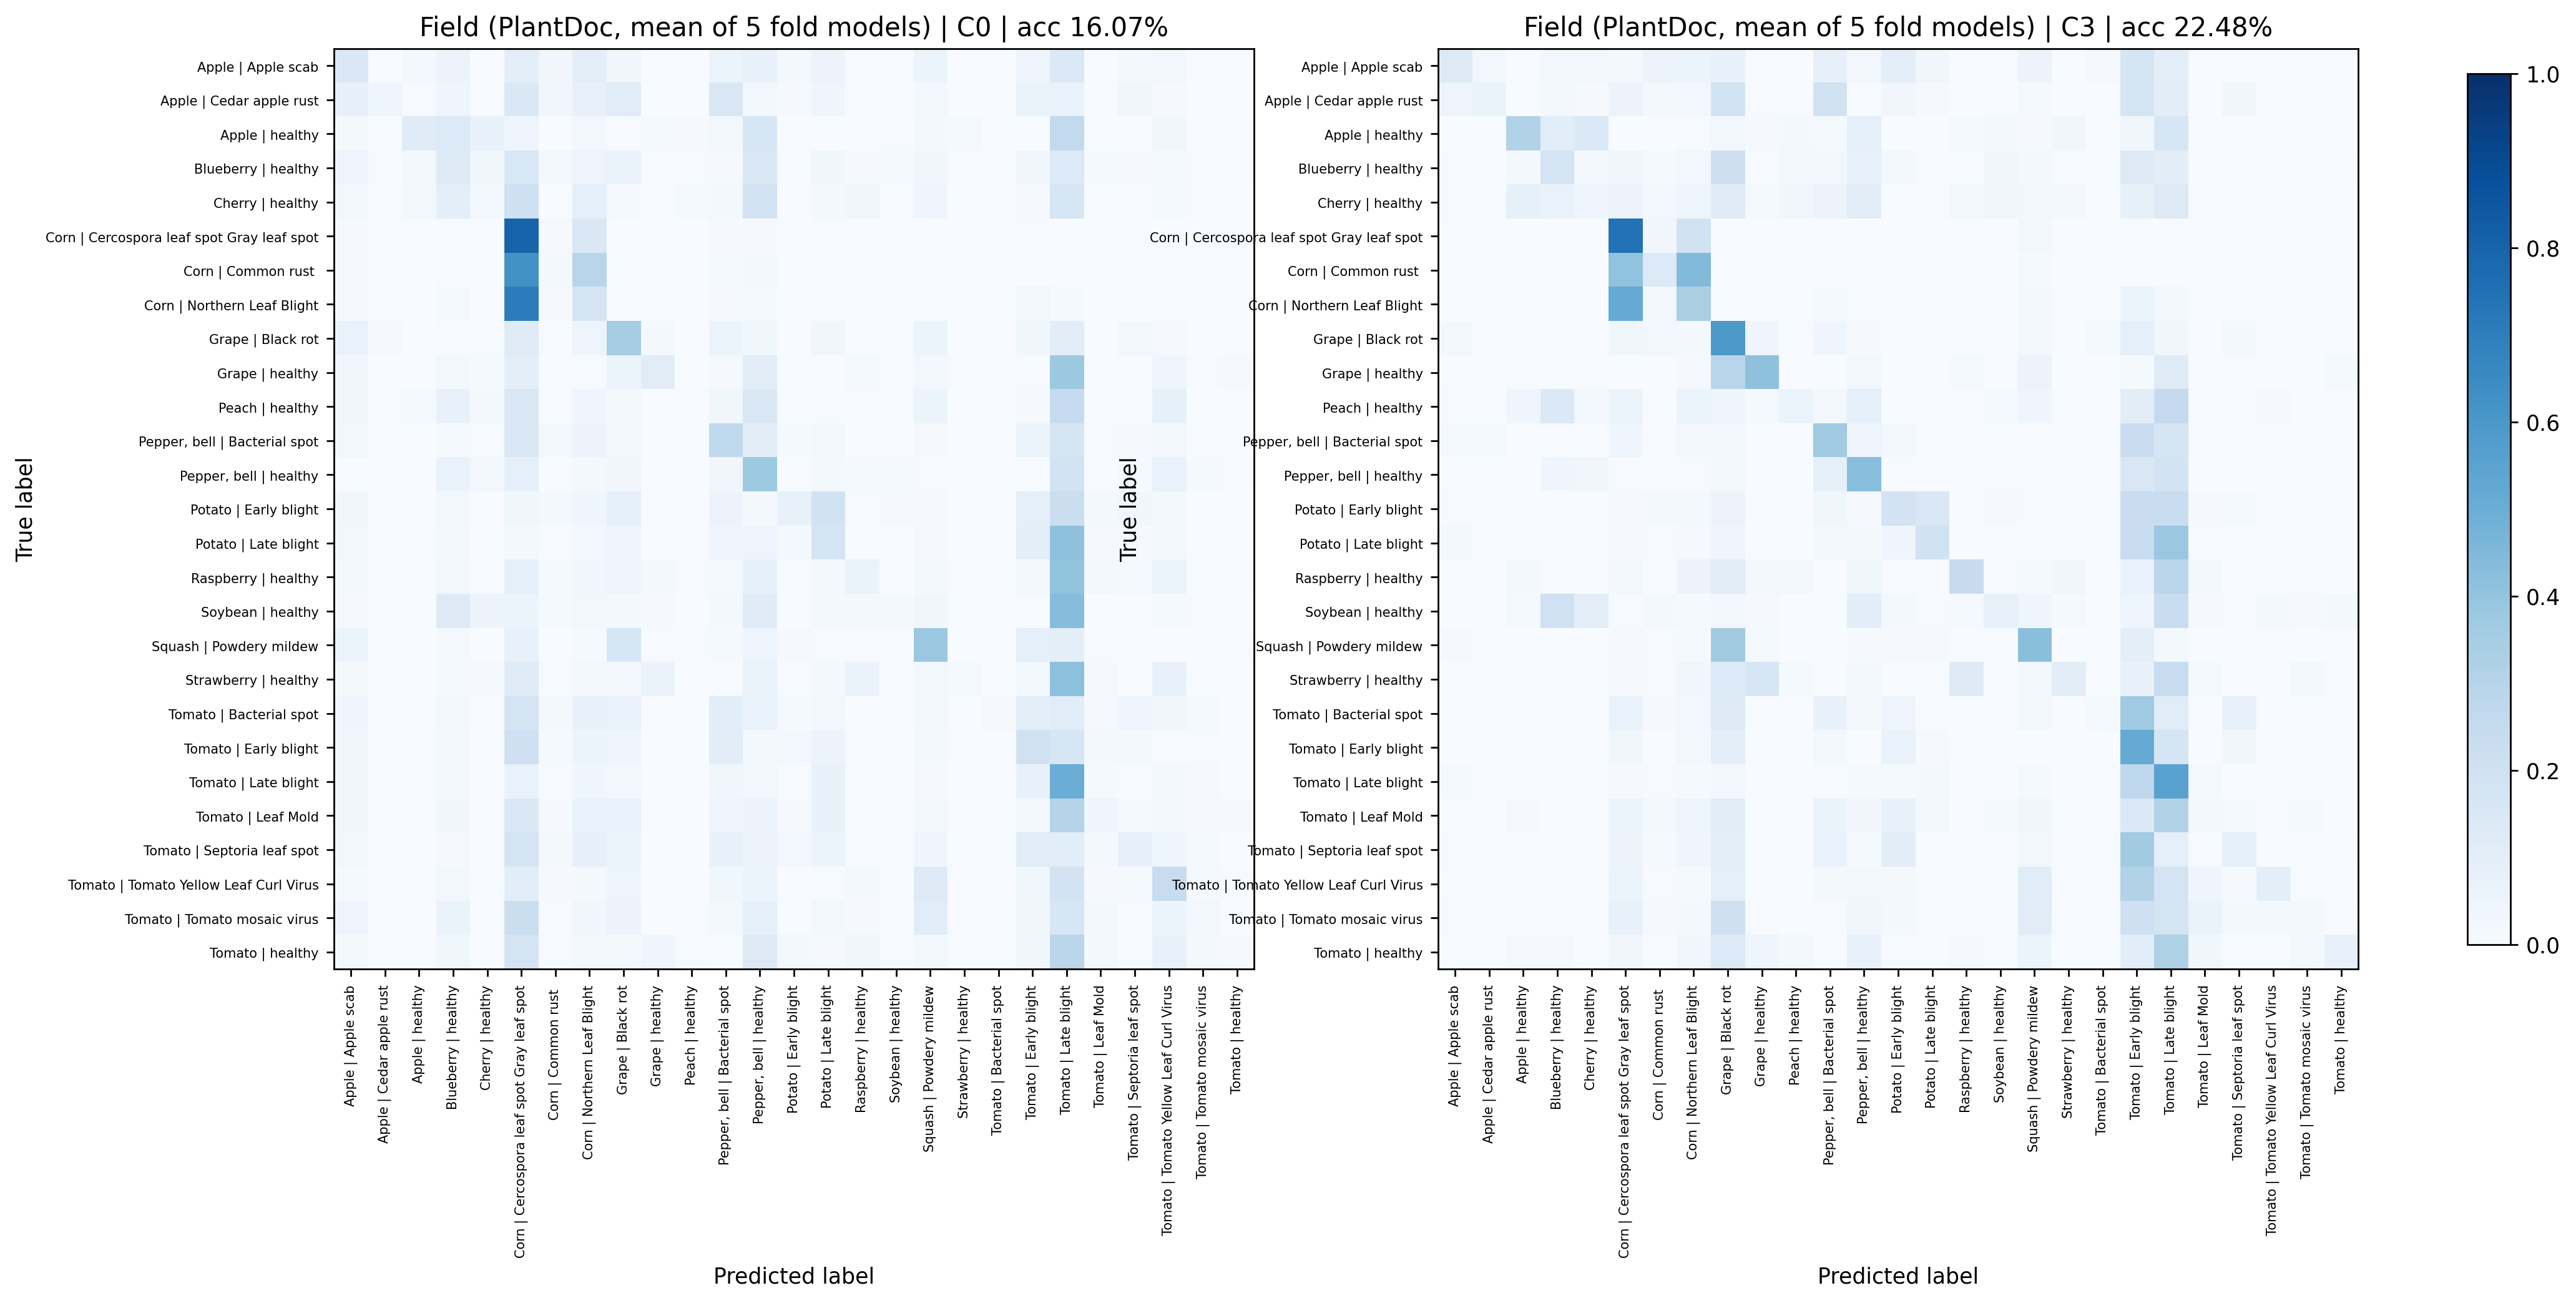 Field (PlantDoc, mean of 5 fold models) | C0 | acc 16.07%
True label
Apple | Apple scab
Apple | Cedar apple rust
Apple | healthy
Blueberry | healthy
Cherry | healthy
Corn | Cercospora leaf spot Gray leaf spot
Corn | Common rust
Corn | Northern Leaf Blight
Grape | Black rot
Grape | healthy
Peach | healthy
Pepper, bell | Bacterial spot
Pepper, bell | healthy
Potato | Early blight
Potato | Late blight
Raspberry | healthy
Soybean | healthy
Squash | Powdery mildew
Strawberry | healthy
Tomato | Bacterial spot
Tomato | Early blight
Tomato | Late blight
Tomato | Leaf Mold
Tomato | Septoria leaf spot
Tomato | Tomato Yellow Leaf Curl Virus
Tomato | Tomato mosaic virus
Tomato | healthy
Apple | Apple scab
Apple | Cedar apple rust
Apple | healthy
Blueberry | healthy
Cherry | healthy
Corn | Cercospora leaf spot Gray leaf spot
Corn | Common rust
Corn | Northern Leaf Blight
Grape | Black rot
Grape | healthy
Peach | healthy
Pepper, bell | Bacterial spot
Pepper, bell | healthy
Potato | Early blight
Potato | Late blight
Raspberry | healthy
Soybean | healthy
Squash | Powdery mildew
Strawberry | healthy
Tomato | Bacterial spot
Tomato | Early blight
Tomato | Late blight
Tomato | Leaf Mold
Tomato | Septoria leaf spot
Tomato | Tomato Yellow Leaf Curl Virus
Tomato | Tomato mosaic virus
Tomato | healthy
Predicted label
Field (PlantDoc, mean of 5 fold models) | C3 | acc 22.48%
True label
Apple | Apple scab
Apple | Cedar apple rust
Apple | healthy
Blueberry | healthy
Cherry | healthy
Corn | Cercospora leaf spot Gray leaf spot
Corn | Common rust
Corn | Northern Leaf Blight
Grape | Black rot
Grape | healthy
Peach | healthy
Pepper, bell | Bacterial spot
Pepper, bell | healthy
Potato | Early blight
Potato | Late blight
Raspberry | healthy
Soybean | healthy
Squash | Powdery mildew
Strawberry | healthy
Tomato | Bacterial spot
Tomato | Early blight
Tomato | Late blight
Tomato | Leaf Mold
Tomato | Septoria leaf spot
Tomato | Tomato Yellow Leaf Curl Virus
Tomato | Tomato mosaic virus
Tomato | healthy
Apple | Apple scab
Apple | Cedar apple rust
Apple | healthy
Blueberry | healthy
Cherry | healthy
Corn | Cercospora leaf spot Gray leaf spot
Corn | Common rust
Corn | Northern Leaf Blight
Grape | Black rot
Grape | healthy
Peach | healthy
Pepper, bell | Bacterial spot
Pepper, bell | healthy
Potato | Early blight
Potato | Late blight
Raspberry | healthy
Soybean | healthy
Squash | Powdery mildew
Strawberry | healthy
Tomato | Bacterial spot
Tomato | Early blight
Tomato | Late blight
Tomato | Leaf Mold
Tomato | Septoria leaf spot
Tomato | Tomato Yellow Leaf Curl Virus
Tomato | Tomato mosaic virus
Tomato | healthy
Predicted label
1.0
0.8
0.6
0.4
0.2
0.0